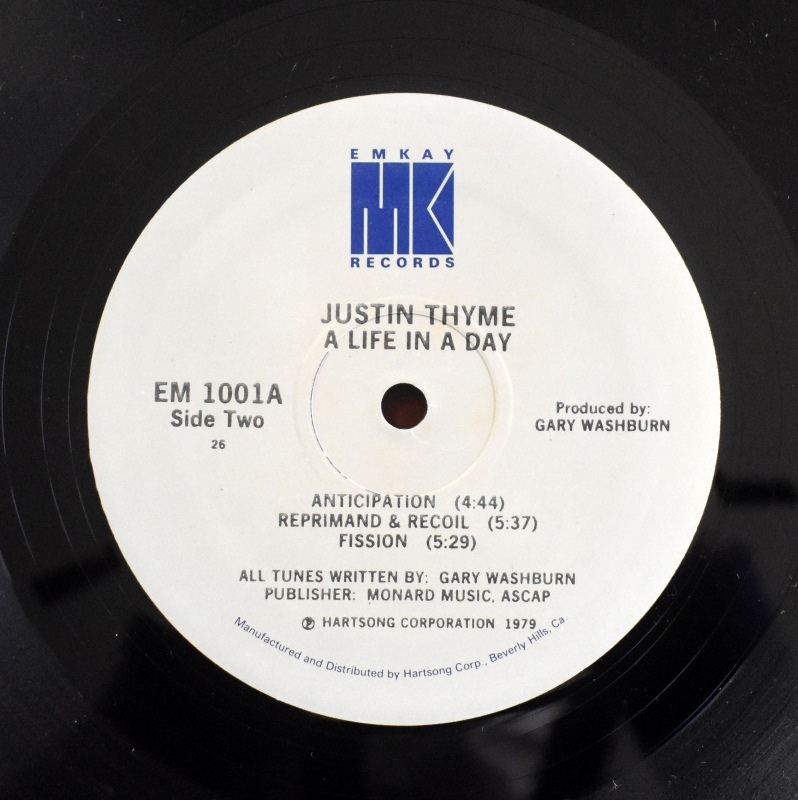 EMKAY
MK
RECORDS
JUSTIN THYME
A LIFE IN A DAY
EM 1001A
Side Two
26
Produced by:
GARY WASHBURN
ANTICIPATION (4:44)
REPRIMAND & RECOIL (5:37)
FISSION (5:29)
ALL TUNES WRITTEN BY: GARY WASHBURN
PUBLISHER: MONARD MUSIC, ASCAP
℗ HARTSONG CORPORATION 1979
Manufactured and Distributed by Hartsong Corp., Beverly Hills, Ca.